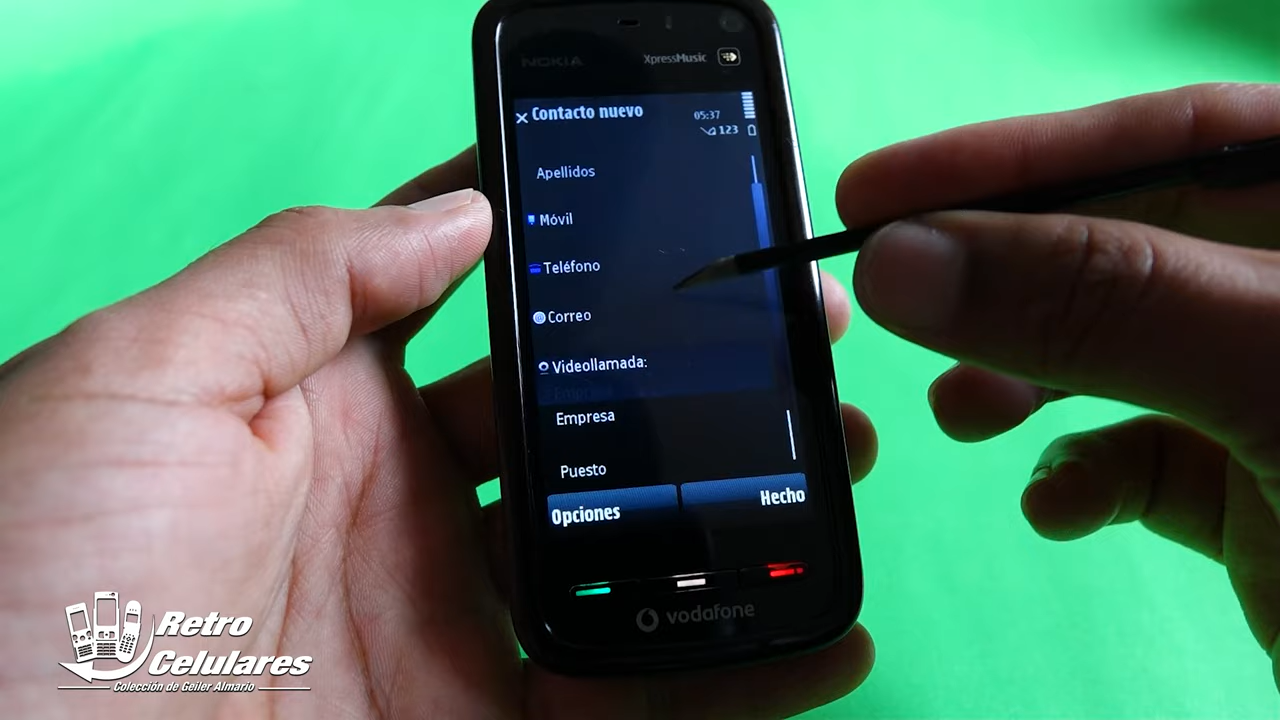 NOKIA
XpressMusic
Contacto nuevo
05:37
123
Apellidos
Móvil
Teléfono
Correo
Videollamada:
Empresa
Puesto
Opciones
Hecho
vodafone
Retro
Celulares
Colección de Geiler Almario